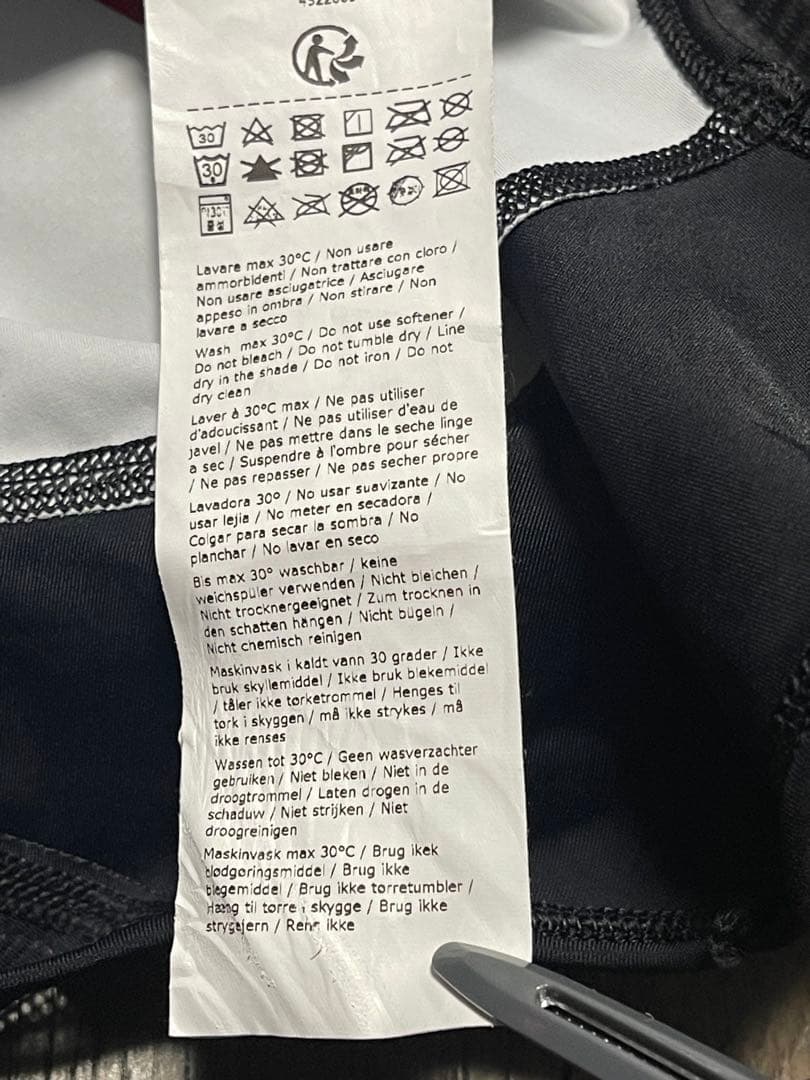 30
30
Lavare max 30°C / Non usare
ammorbidenti / Non trattare con cloro /
Non usare asciugatrice / Asciugare
appeso in ombra / Non stirare / Non
lavare a secco
Wash max 30°C / Do not use softener /
Do not bleach / Do not tumble dry / Line
dry in the shade / Do not iron / Do not
dry clean
Laver à 30°C max / Ne pas utiliser
d'adoucissant / Ne pas utiliser d'eau de
javel / Ne pas mettre dans le seche linge
a sec / Suspendre à l'ombre pour sécher
/ Ne pas repasser / Ne pas secher propre
Lavadora 30° / No usar suavizante / No
usar lejia / No meter en secadora /
Colgar para secar la sombra / No
planchar / No lavar en seco
Bis max 30° waschbar / keine
weichspüler verwenden / Nicht bleichen /
Nicht trocknergeeignet / Zum trocknen in
den schatten hängen / Nicht bügeln /
Nicht chemisch reinigen
Maskinvask i kaldt vann 30 grader / Ikke
bruk skyllemiddel / Ikke bruk blekemiddel
/ tåler ikke tørketrommel / Henges til
tørk i skyggen / må ikke strykes / må
ikke renses
Wassen tot 30°C / Geen wasverzachter
gebruiken / Niet bleken / Niet in de
droogtrommel / Laten drogen in de
schaduw / Niet strijken / Niet
droogreinigen
Maskinvask max 30°C / Brug ikek
blødgøringsmiddel / Brug ikke
blegemiddel / Brug ikke tørretumbler /
Hæng til tørre i skygge / Brug ikke
strygejern / Rens ikke